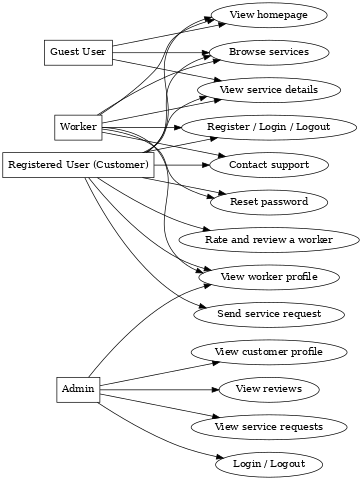 View homepage
Guest User
Browse services
View service details
Worker
Register / Login / Logout
Registered User (Customer)
Contact support
Reset password
Rate and review a worker
View worker profile
Send service request
View customer profile
Admin
View reviews
View service requests
Login / Logout